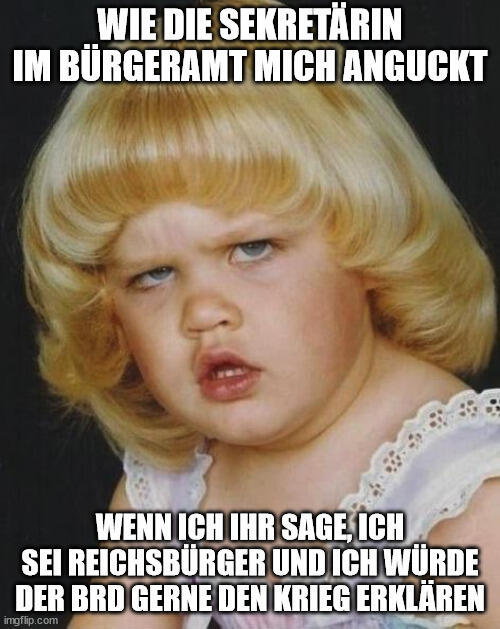 WIE DIE SEKRETÄRIN
IM BÜRGERAMT MICH ANGUCKT
WENN ICH IHR SAGE, ICH
SEI REICHSBÜRGER UND ICH WÜRDE
DER BRD GERNE DEN KRIEG ERKLÄREN
imgflip.com